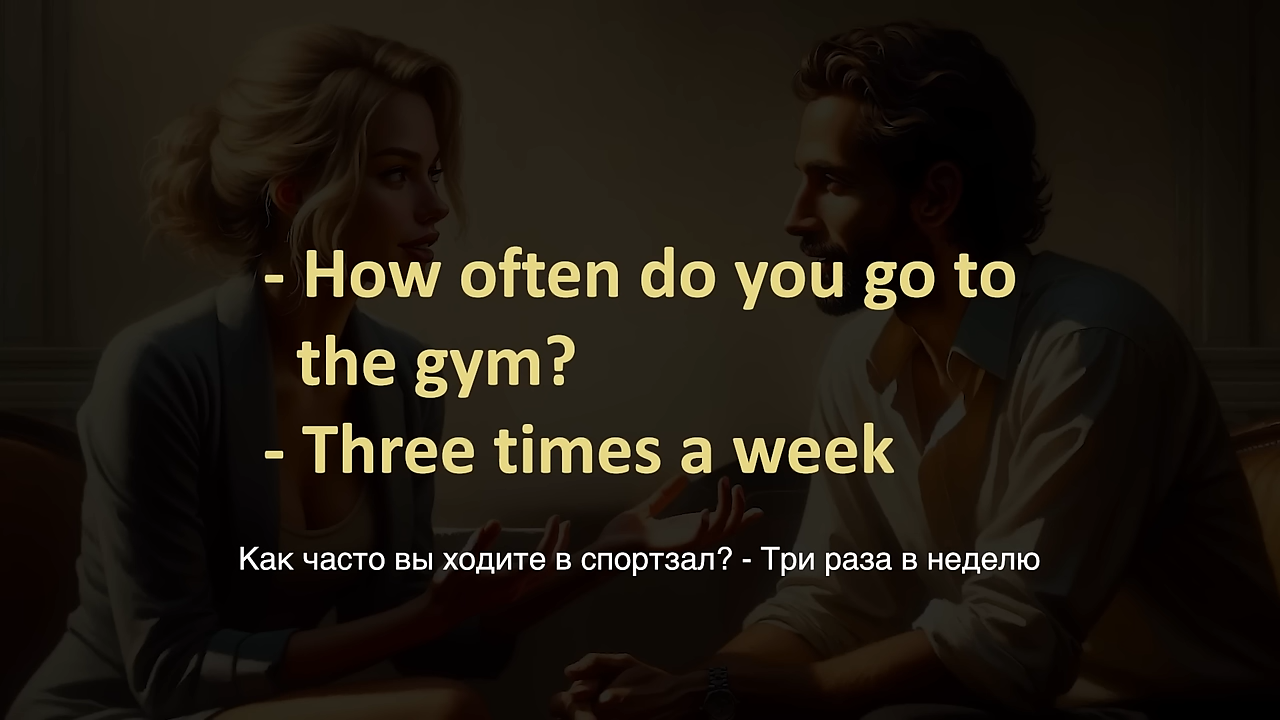 - How often do you go to
the gym?
- Three times a week
Как часто вы ходите в спортзал? - Три раза в неделю